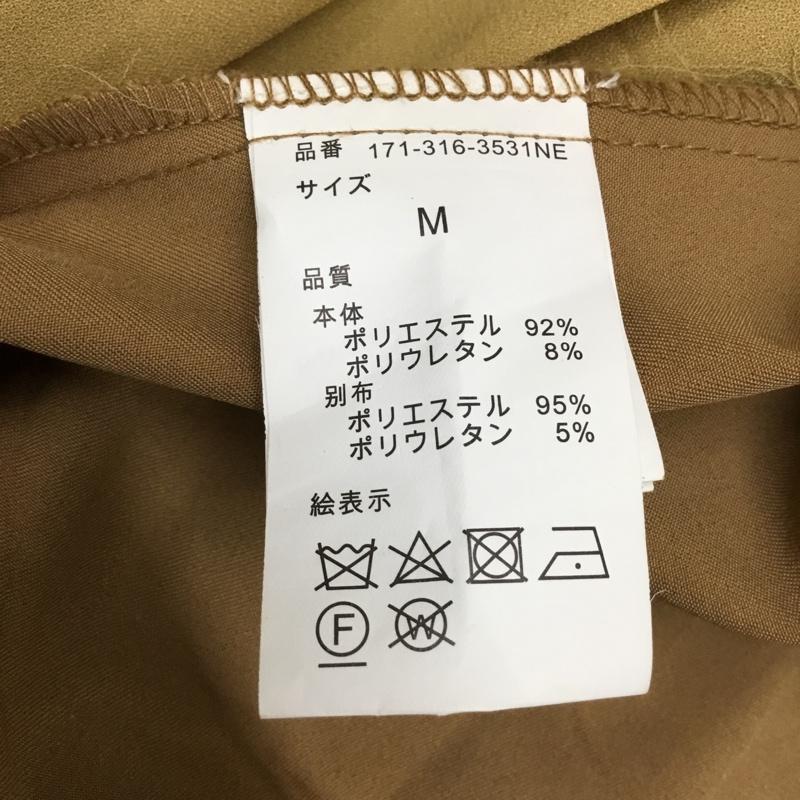 品番 171-316-3531NE
サイズ
M
品質
本体
ポリエステル 92%
ポリウレタン 8%
別布
ポリエステル 95%
ポリウレタン 5%
絵表示
F
W